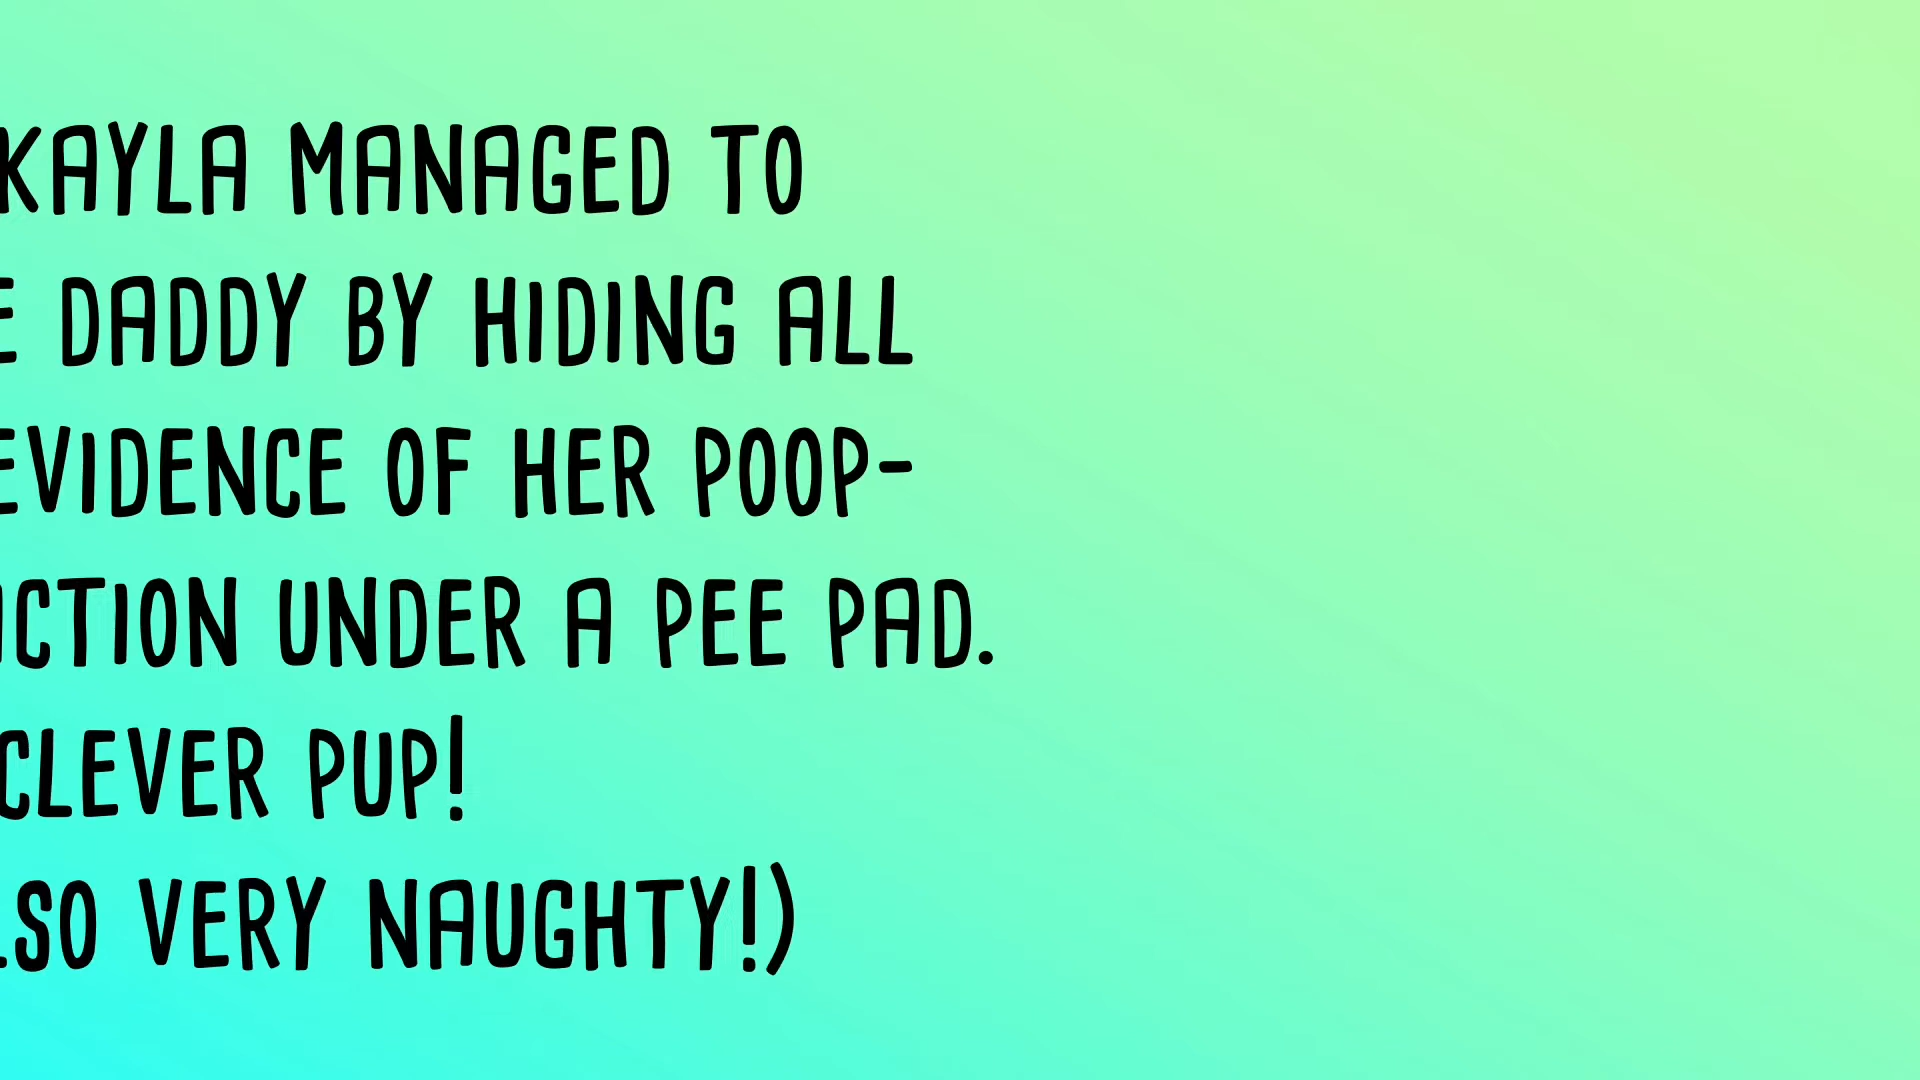 KAYLA MANAGED TO
DADDY BY HIDING ALL
EVIDENCE OF HER POOP-
UNDER A PEE PAD.
CLEVER PUP!
VERY NAUGHTY!)